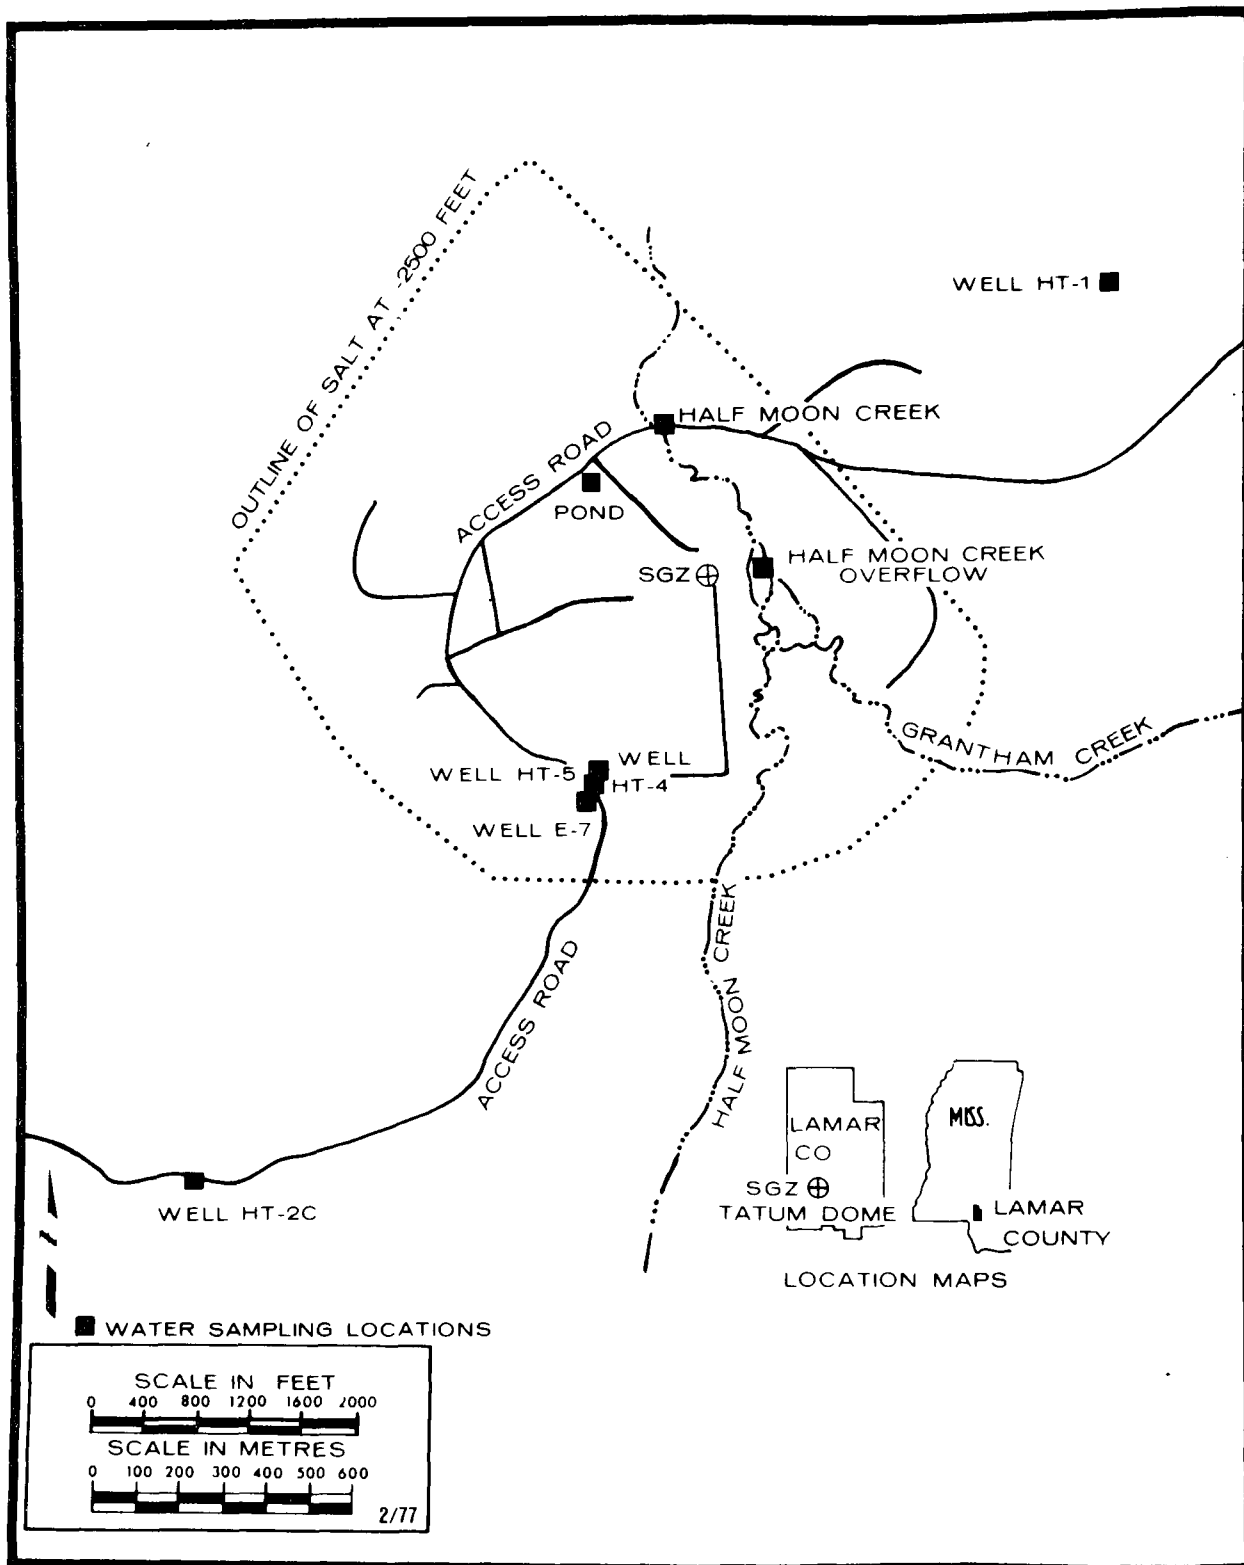 OUTLINE OF SALT AT -2500 FEET
WELL HT-1
HALF MOON CREEK
ACCESS ROAD
POND
HALF MOON CREEK
OVERFLOW
SGZ
GRANTHAM CREEK
WELL HT-5
WELL
HT-4
WELL E-7
HALF MOON CREEK
ACCESS ROAD
HALF MOON CREEK
WELL HT-2C
N
LAMAR
CO
SGZ
TATUM DOME
MISS.
LAMAR
COUNTY
LOCATION MAPS
WATER SAMPLING LOCATIONS
SCALE IN FEET
0 400 800 1200 1600 2000
SCALE IN METRES
0 100 200 300 400 500 600
2/77